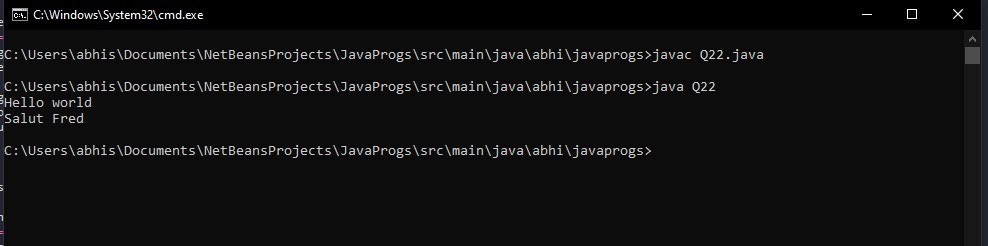 C:\Windows\System32\cmd.exe
C:\Users\abhis\Documents\NetBeansProjects\JavaProgs\src\main\java\abhi\javaprogs>javac Q22.java
C:\Users\abhis\Documents\NetBeansProjects\JavaProgs\src\main\java\abhi\javaprogs>java Q22
Hello world
Salut Fred
C:\Users\abhis\Documents\NetBeansProjects\JavaProgs\src\main\java\abhi\javaprogs>